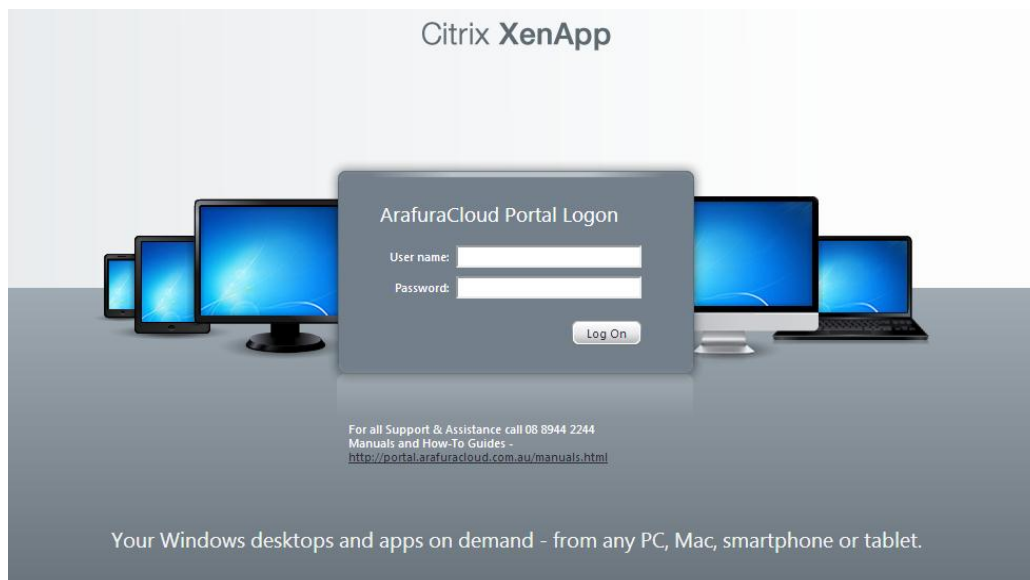 Citrix XenApp
ArafuraCloud Portal Logon
User name:
Password:
Log On
For all Support & Assistance call 08 8944 2244
Manuals and How-To Guides -
http://portal.arafuracloud.com.au/manuals.html
Your Windows desktops and apps on demand - from any PC, Mac, smartphone or tablet.